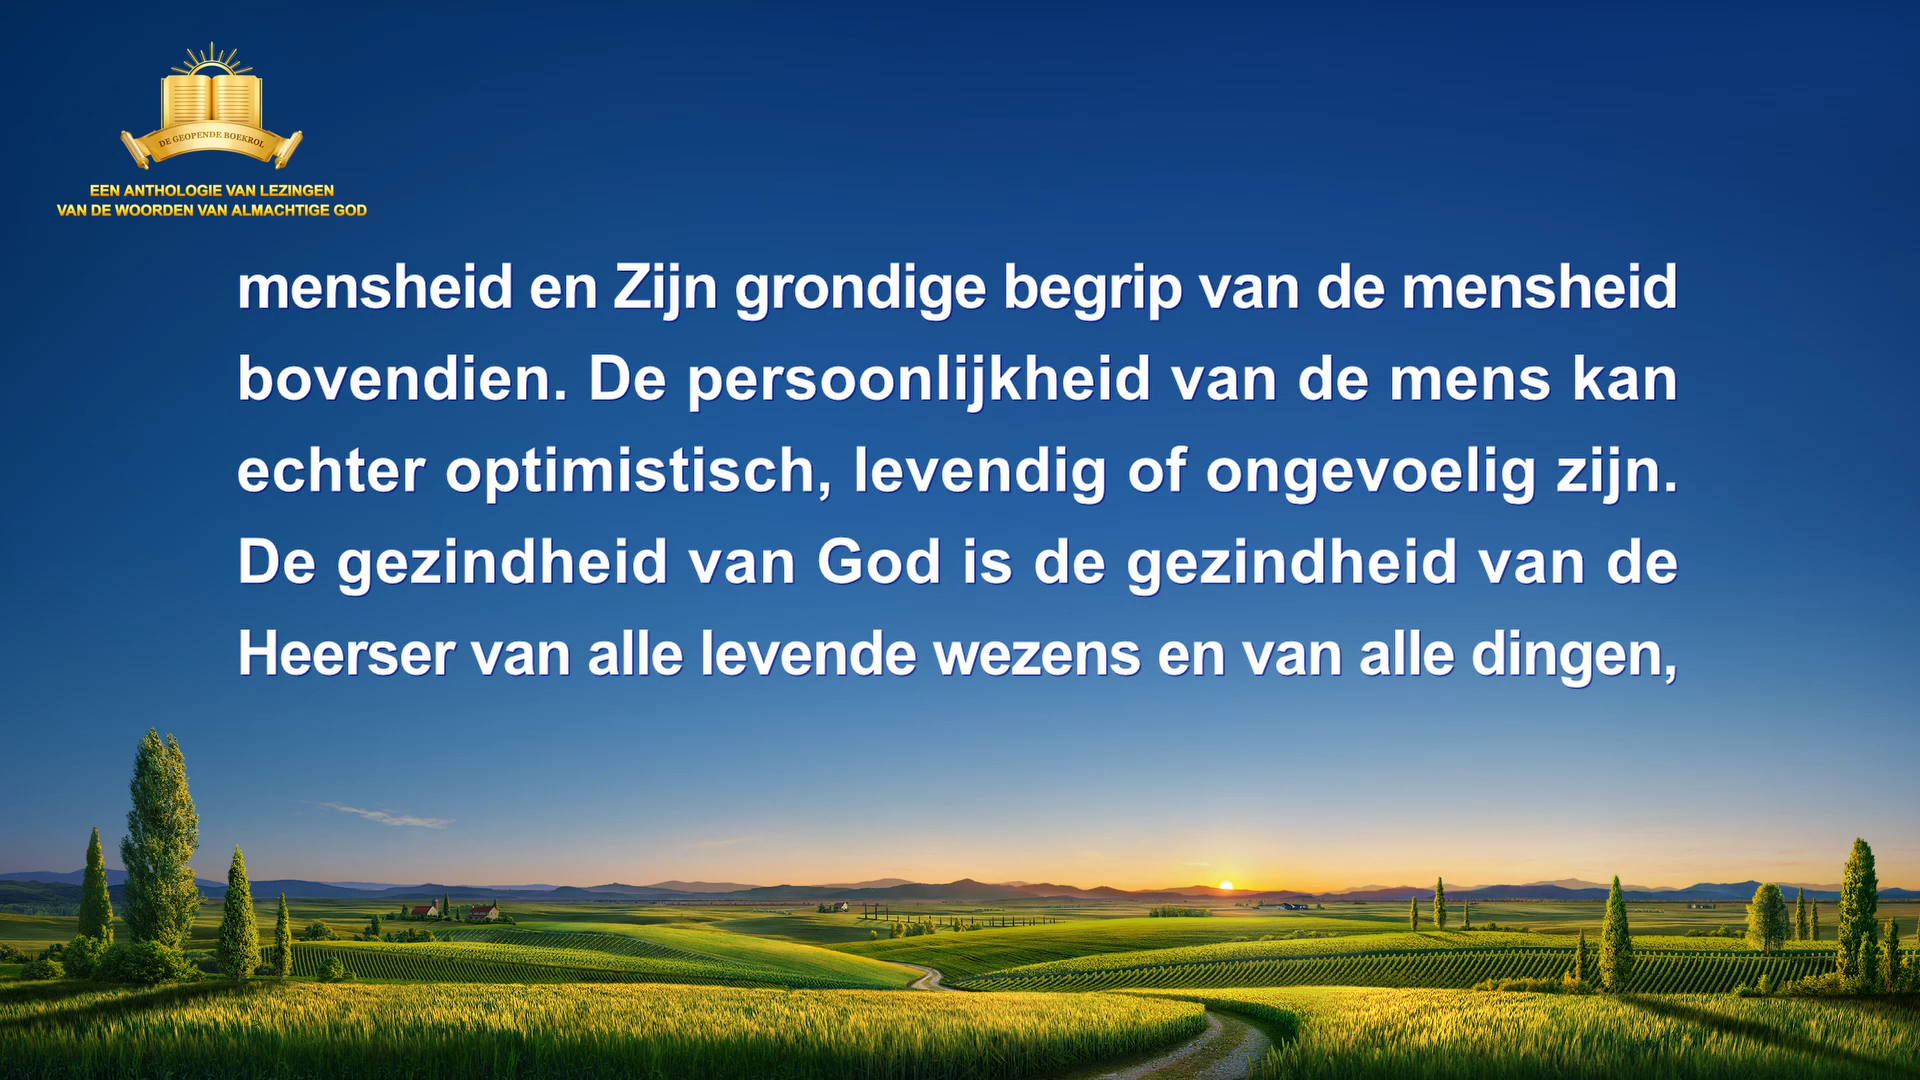 DE GEOPENDE BOEKROL
EEN ANTHOLOGIE VAN LEZINGEN
VAN DE WOORDEN VAN ALMACHTIGE GOD
mensheid en Zijn grondige begrip van de mensheid
bovendien. De persoonlijkheid van de mens kan
echter optimistisch, levendig of ongevoelig zijn.
De gezindheid van God is de gezindheid van de
Heerser van alle levende wezens en van alle dingen,